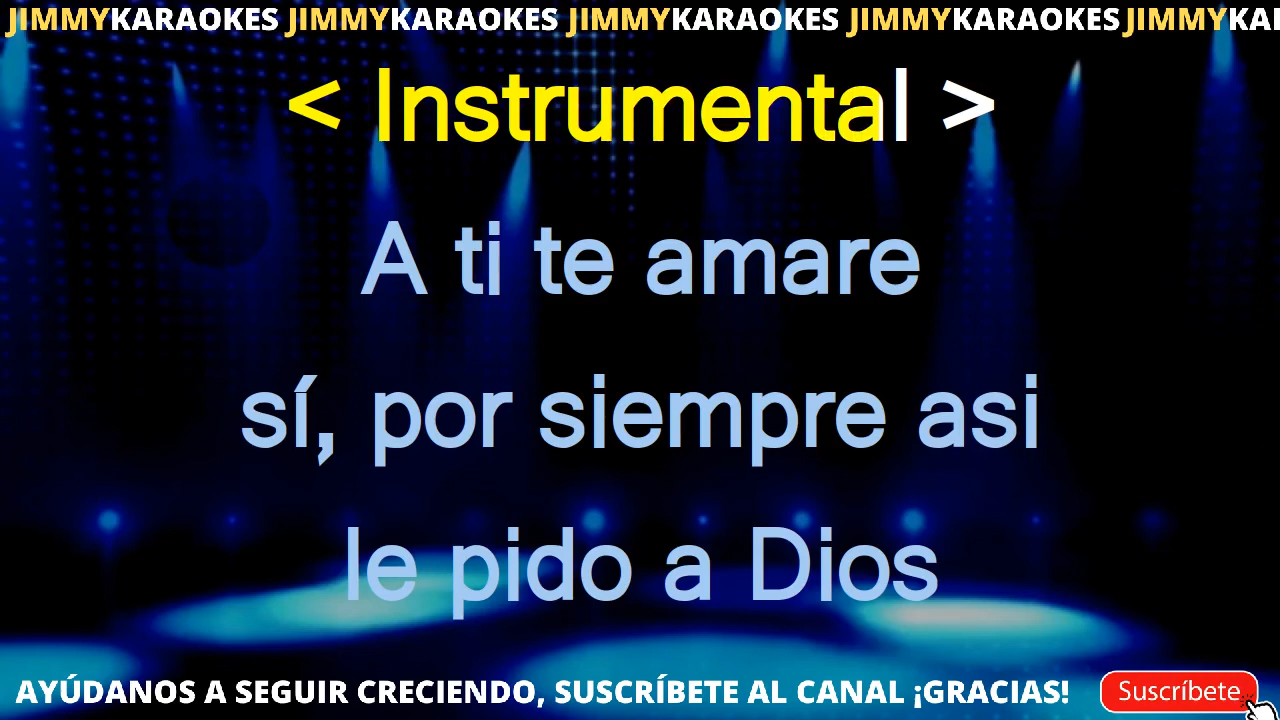 JIMMYKARAOKES JIMMYKARAOKES JIMMYKARAOKES JIMMYKARAOKES JIMMYKAI
< Instrumental >
A ti te amare
sí, por siempre asi
le pido a Dios
AYÚDANOS A SEGUIR CRECIENDO, SUSCRÍBETE AL CANAL ¡GRACIAS! Suscríbete